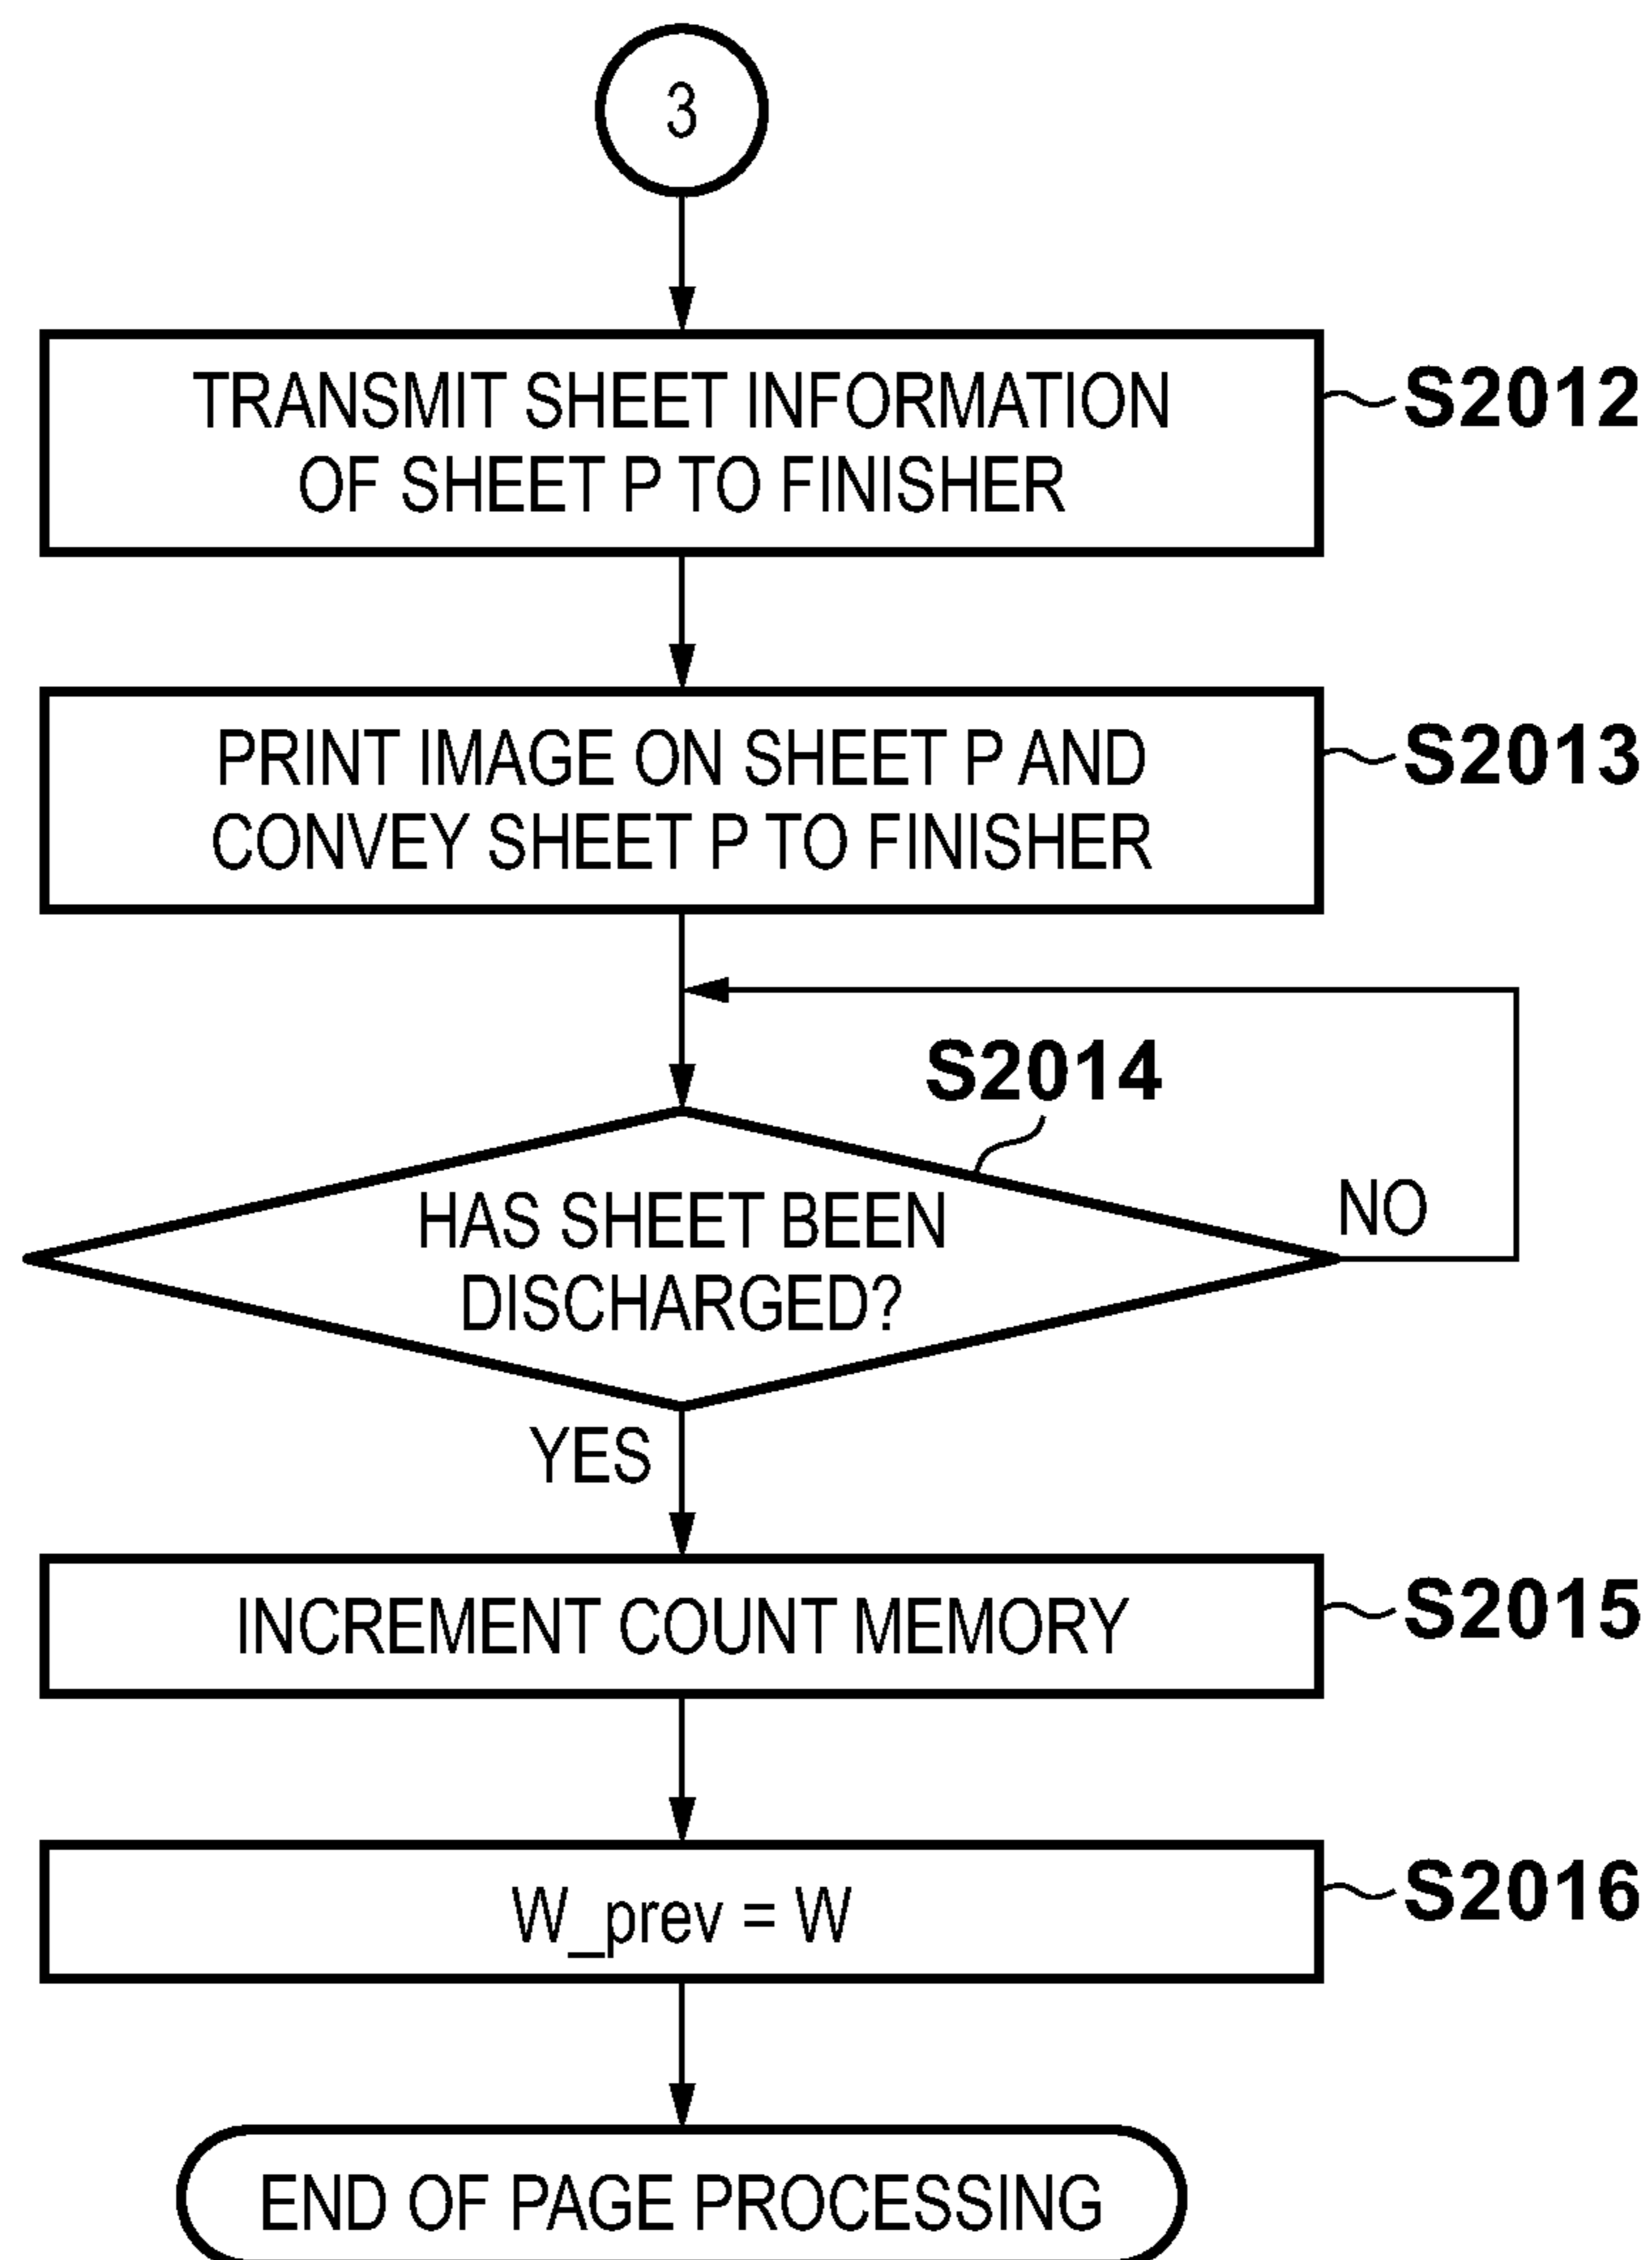 3
TRANSMIT SHEET INFORMATION
OF SHEET P TO FINISHER
S2012
PRINT IMAGE ON SHEET P AND
CONVEY SHEET P TO FINISHER
S2013
S2014
HAS SHEET BEEN
DISCHARGED?
NO
YES
INCREMENT COUNT MEMORY
S2015
W_prev = W
S2016
END OF PAGE PROCESSING